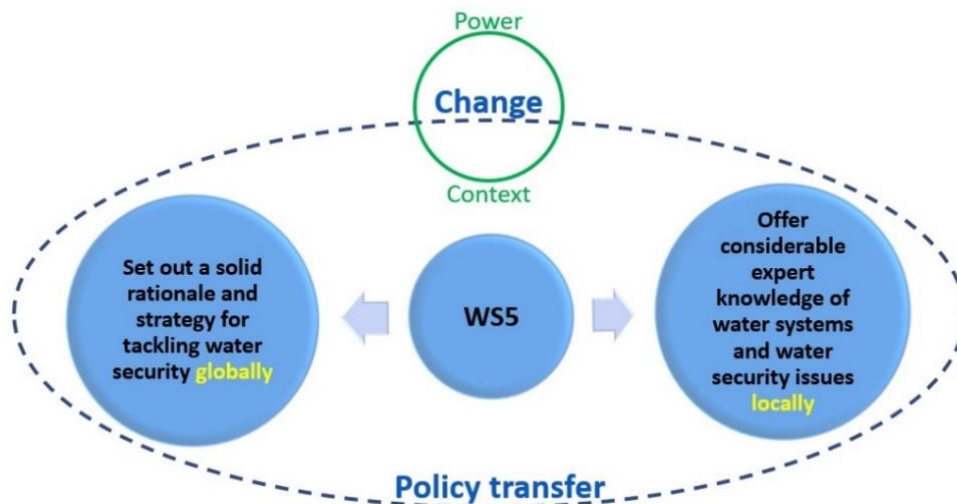 Power
Change
Context
Set out a solid
rationale and
strategy for
tackling water
security globally
WS5
Offer
considerable
expert
knowledge of
water systems
and water
security issues
locally
Policy transfer